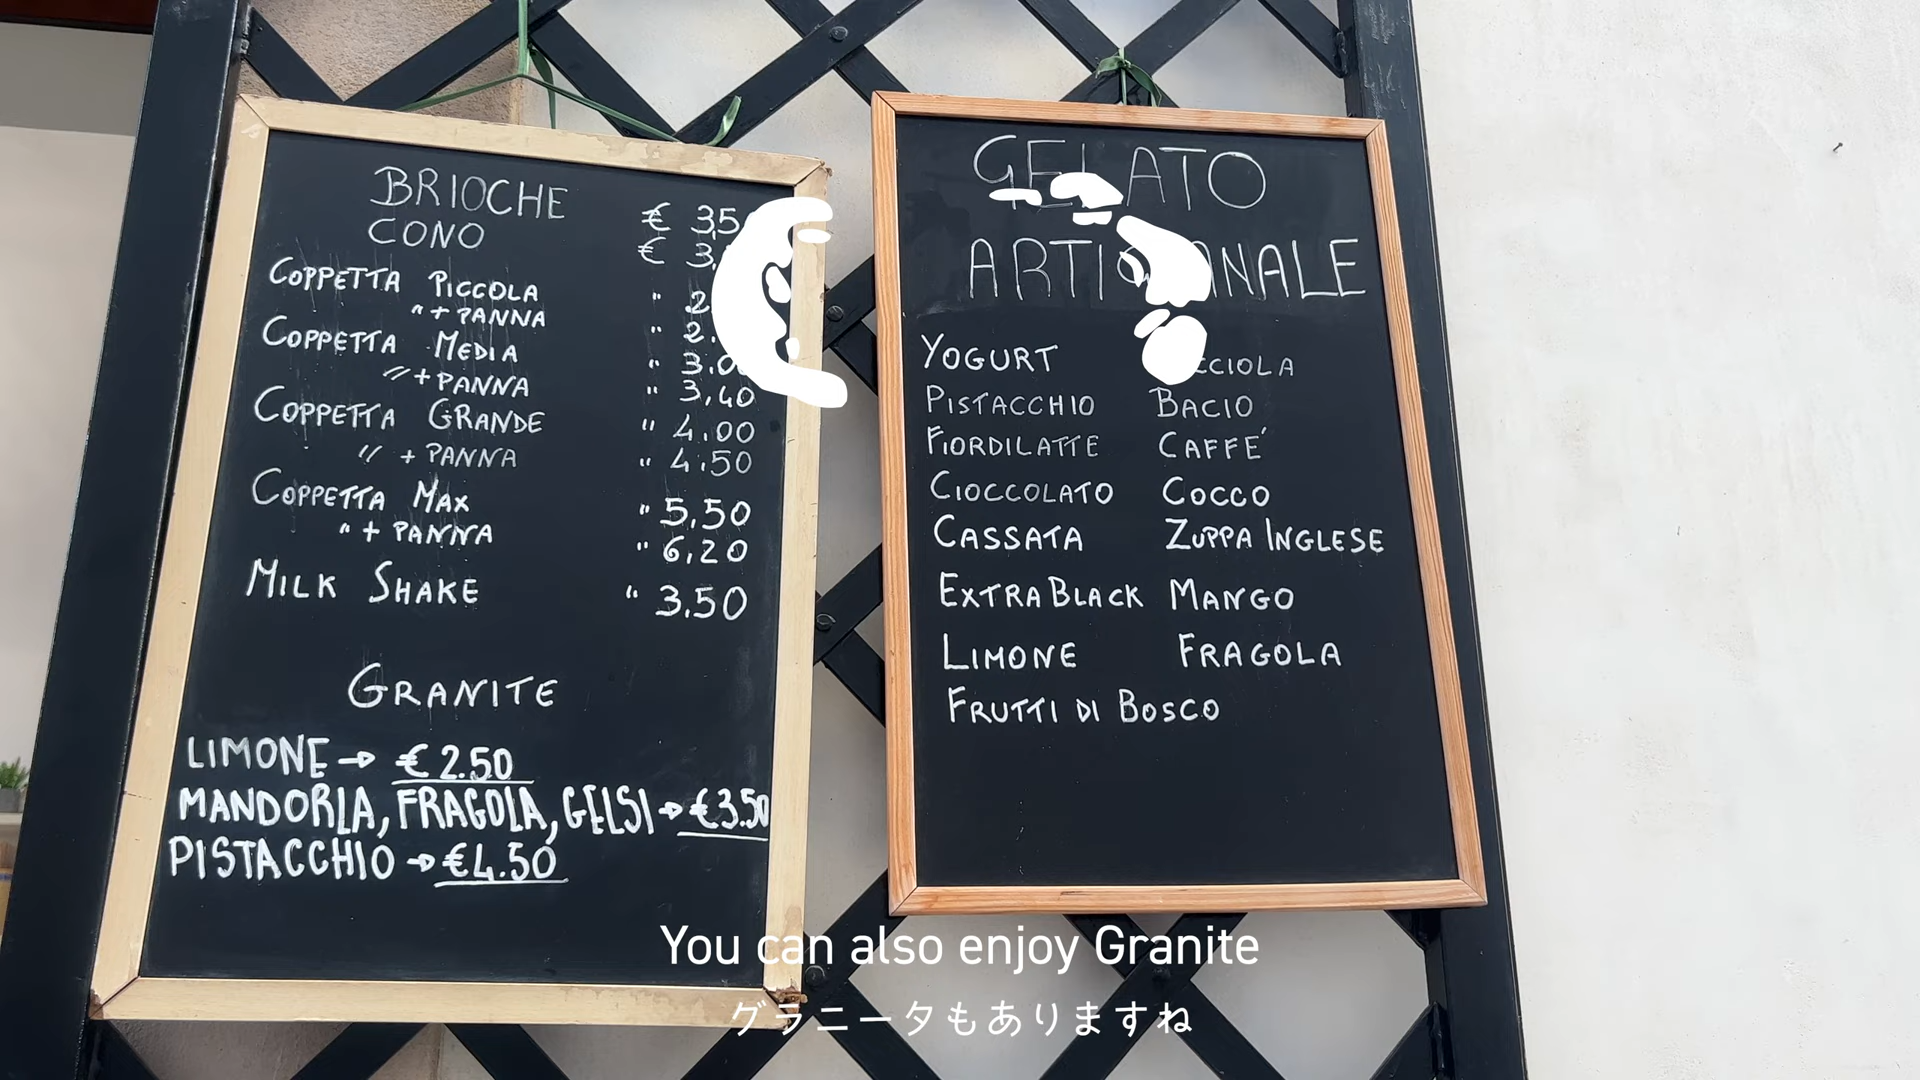 BRIOCHE
CONO €
COPPETTA PICCOLA "
" + PANNA "
COPPETTA MEDIA "
" + PANNA " 3,40
COPPETTA GRANDE " 4.00
" + PANNA " 4.50
COPPETTA MAX " 5,50
" + PANNA " 6,20
MILK SHAKE " 3.50
GRANITE
LIMONE → € 2.50
MANDORLA, FRAGOLA, GELSI → €3.50
PISTACCHIO → €4.50
GELATO
ARTIGIANALE
YOGURT
PISTACCHIO BACIO
FIORDILATTE CAFFE'
CIOCCOLATO COCCO
CASSATA ZUPPA INGLESE
EXTRA BLACK MANGO
LIMONE FRAGOLA
FRUTTI DI BOSCO
You can also enjoy Granite
グラニータもありますね